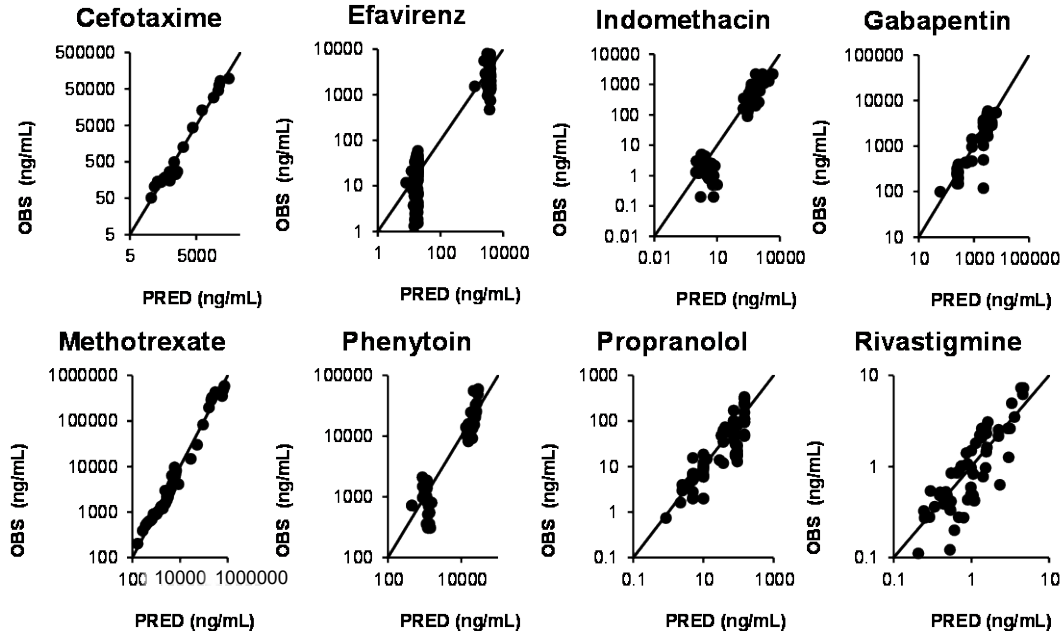 Cefotaxime
500000
50000
5000
500
50
5
5
5000
OBS (ng/mL)
PRED (ng/mL)
Efavirenz
10000
1000
100
10
1
1
100
10000
OBS (ng/mL)
PRED (ng/mL)
Indomethacin
10000
1000
100
10
1
0.1
0.01
0.01
10
10000
OBS (ng/mL)
PRED (ng/mL)
Gabapentin
100000
10000
1000
100
10
10
1000
100000
OBS (ng/mL)
PRED (ng/mL)
Methotrexate
1000000
100000
10000
1000
100
100
10000
1000000
OBS (ng/mL)
PRED (ng/mL)
Phenytoin
100000
10000
1000
100
100
10000
OBS (ng/mL)
PRED (ng/mL)
Propranolol
1000
100
10
1
0.1
0.1
10
1000
OBS (ng/mL)
PRED (ng/mL)
Rivastigmine
10
1
0.1
0.1
1
10
OBS (ng/mL)
PRED (ng/mL)